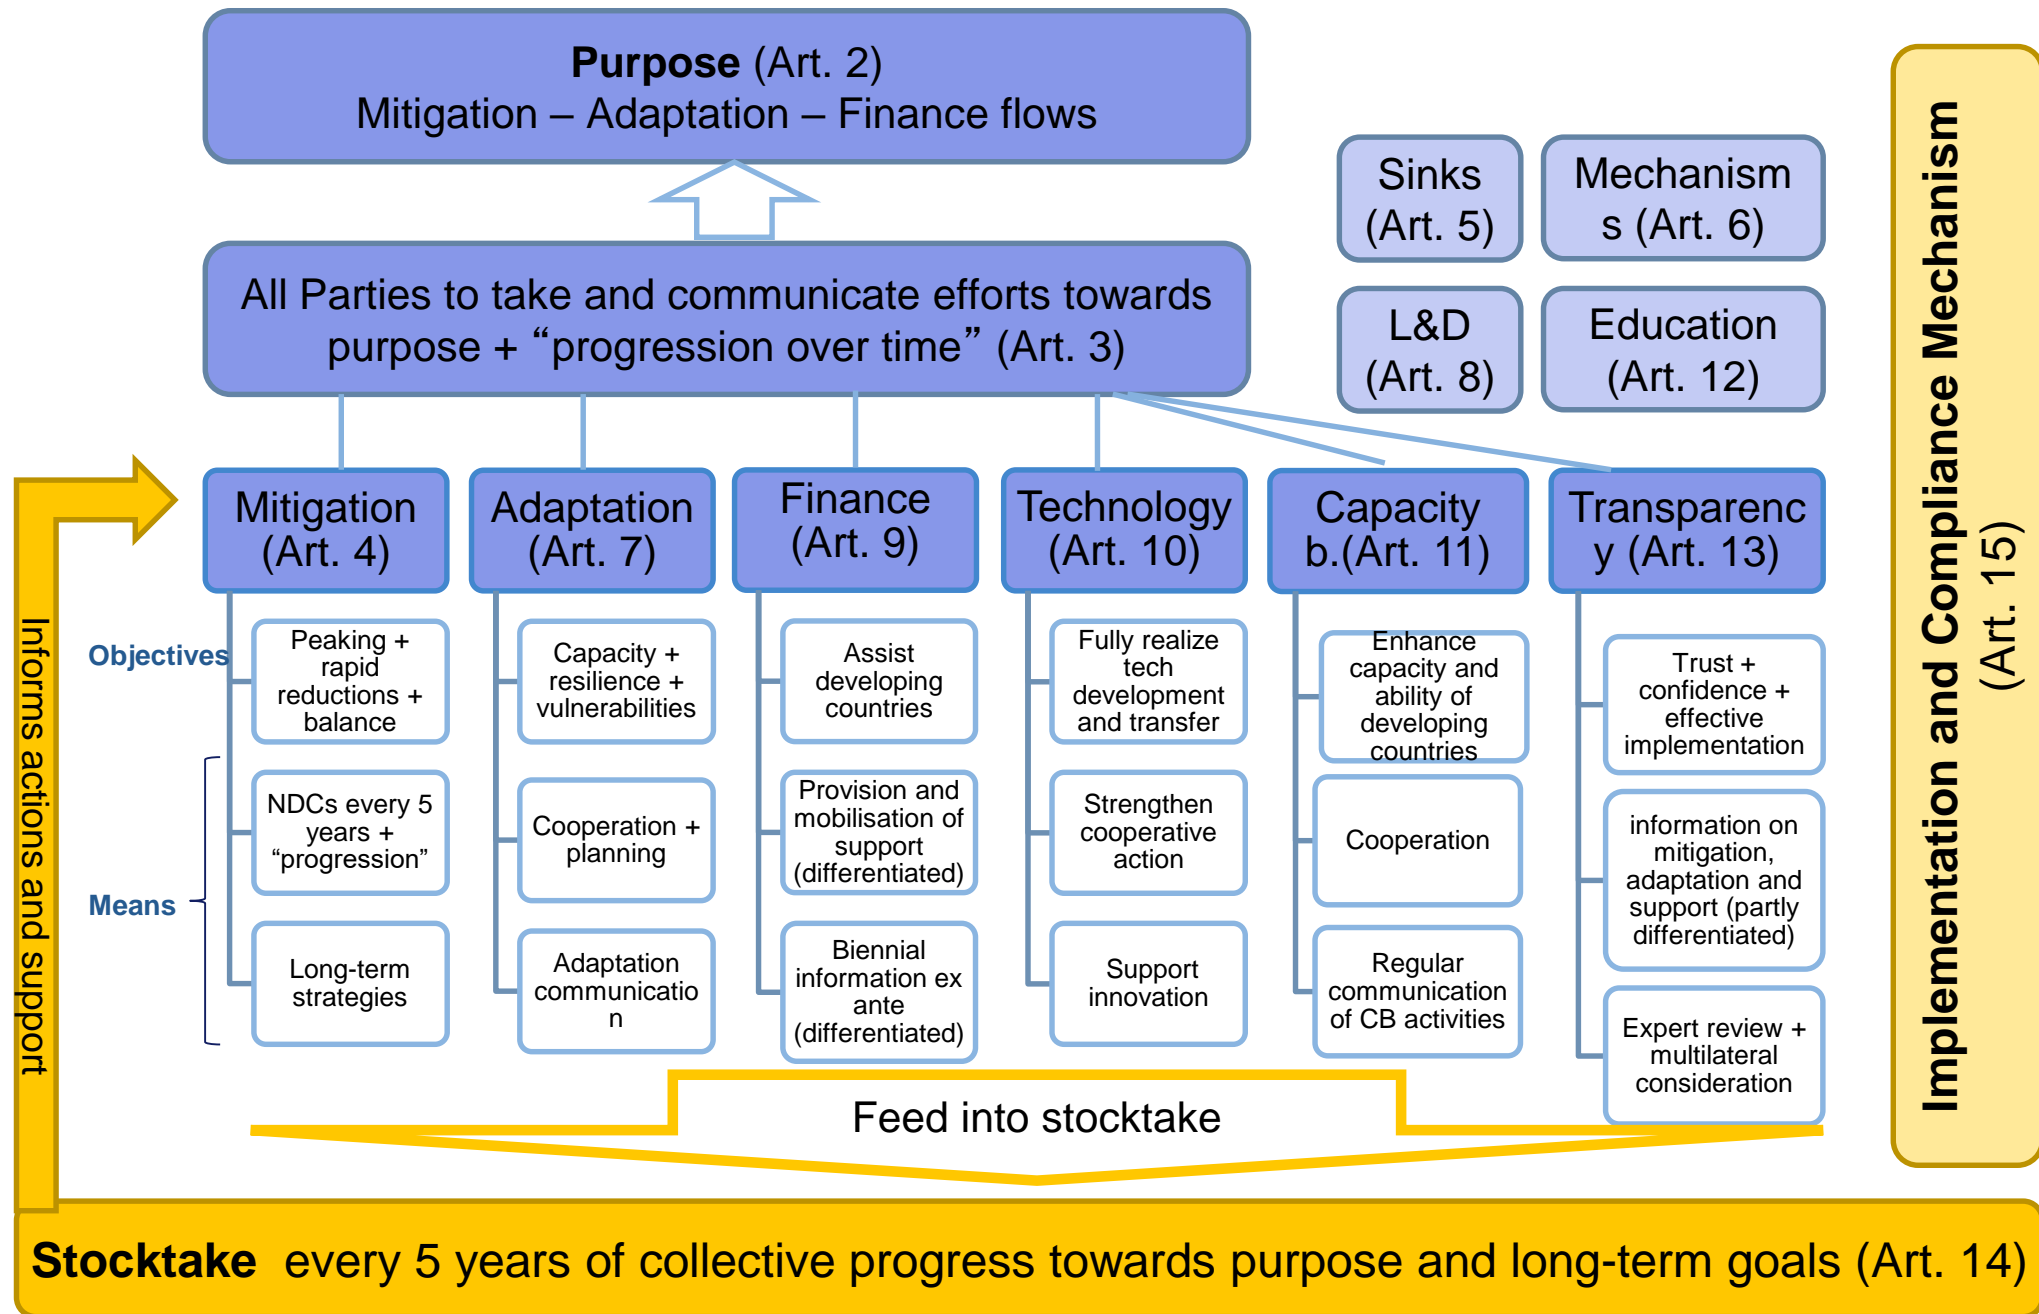 Purpose (Art. 2)
Mitigation – Adaptation – Finance flows
All Parties to take and communicate efforts towards
purpose + “progression over time” (Art. 3)
Sinks
(Art. 5)
Mechanism
s (Art. 6)
L&D
(Art. 8)
Education
(Art. 12)
Implementation and Compliance Mechanism
(Art. 15)
Mitigation
(Art. 4)
Adaptation
(Art. 7)
Finance
(Art. 9)
Technology
(Art. 10)
Capacity
b.(Art. 11)
Transparenc
y (Art. 13)
Informs actions and support
Objectives
Means
Peaking +
rapid
reductions +
balance
NDCs every 5
years +
“progression”
Long-term
strategies
Capacity +
resilience +
vulnerabilities
Cooperation +
planning
Adaptation
communicatio
n
Assist
developing
countries
Provision and
mobilisation of
support
(differentiated)
Biennial
information ex
ante
(differentiated)
Fully realize
tech
development
and transfer
Strengthen
cooperative
action
Support
innovation
Enhance
capacity and
ability of
developing
countries
Cooperation
Regular
communication
of CB activities
Trust +
confidence +
effective
implementation
information on
mitigation,
adaptation and
support (partly
differentiated)
Expert review +
multilateral
consideration
Feed into stocktake
Stocktake every 5 years of collective progress towards purpose and long-term goals (Art. 14)